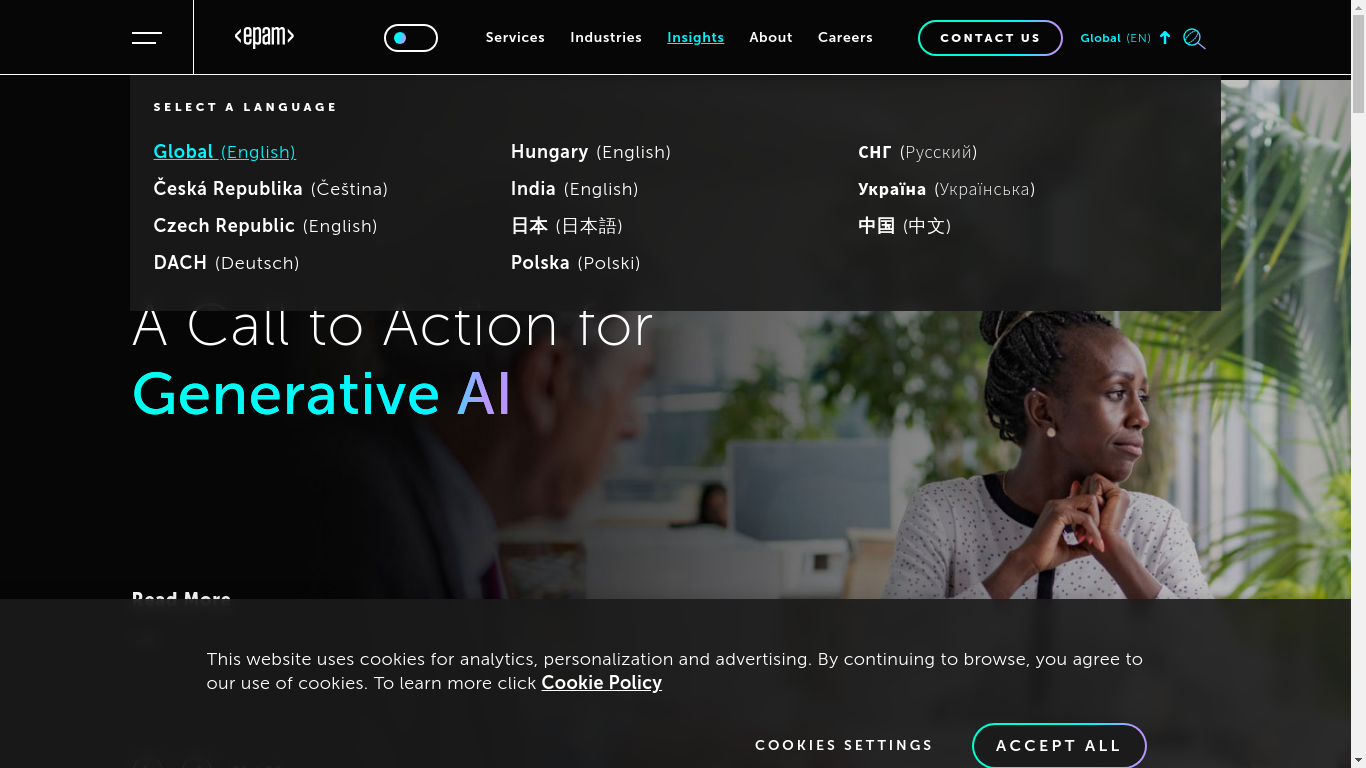 <epam>
Services
Industries
Insights
About
Careers
CONTACT US
Global (EN)
SELECT A LANGUAGE
Global (English)
Česká Republika (Čeština)
Czech Republic (English)
DACH (Deutsch)
Hungary (English)
India (English)
日本 (日本語)
Polska (Polski)
СНГ (Русский)
Україна (Українська)
中国 (中文)
A Call to Action for
Generative AI
Read More
This website uses cookies for analytics, personalization and advertising. By continuing to browse, you agree to
our use of cookies. To learn more click Cookie Policy
COOKIES SETTINGS
ACCEPT ALL